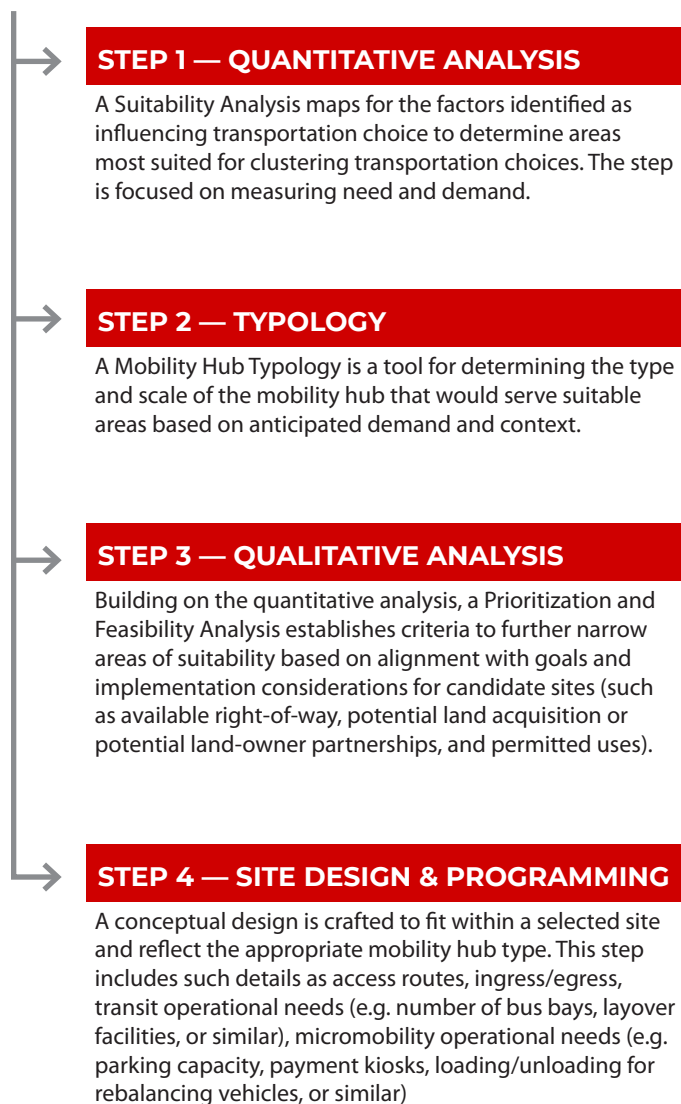 STEP 1 — QUANTITATIVE ANALYSIS
A Suitability Analysis maps for the factors identified as
influencing transportation choice to determine areas
most suited for clustering transportation choices. The step
is focused on measuring need and demand.
STEP 2 — TYPOLOGY
A Mobility Hub Typology is a tool for determining the type
and scale of the mobility hub that would serve suitable
areas based on anticipated demand and context.
STEP 3 — QUALITATIVE ANALYSIS
Building on the quantitative analysis, a Prioritization and
Feasibility Analysis establishes criteria to further narrow
areas of suitability based on alignment with goals and
implementation considerations for candidate sites (such
as available right-of-way, potential land acquisition or
potential land-owner partnerships, and permitted uses).
STEP 4 — SITE DESIGN & PROGRAMMING
A conceptual design is crafted to fit within a selected site
and reflect the appropriate mobility hub type. This step
includes such details as access routes, ingress/egress,
transit operational needs (e.g. number of bus bays, layover
facilities, or similar), micromobility operational needs (e.g.
parking capacity, payment kiosks, loading/unloading for
rebalancing vehicles, or similar)